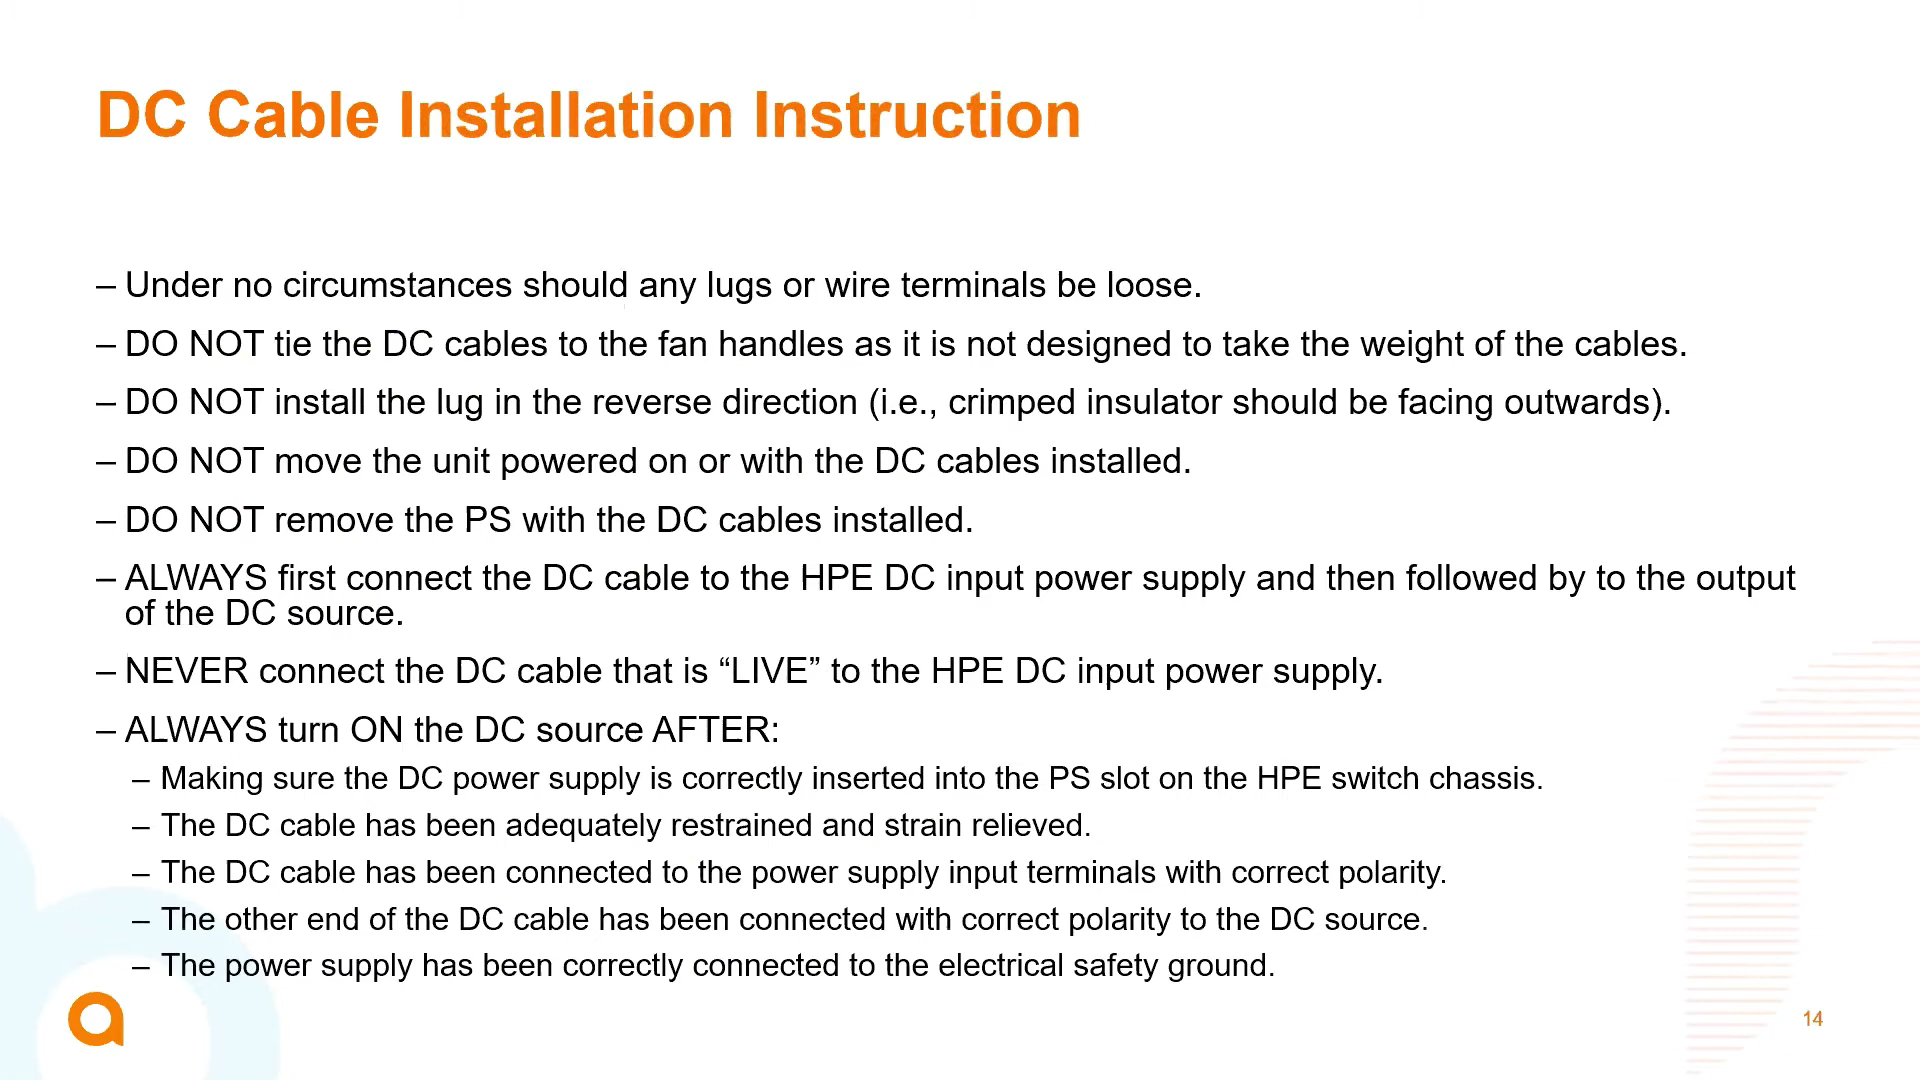 DC Cable Installation Instruction
– Under no circumstances should any lugs or wire terminals be loose.
– DO NOT tie the DC cables to the fan handles as it is not designed to take the weight of the cables.
– DO NOT install the lug in the reverse direction (i.e., crimped insulator should be facing outwards).
– DO NOT move the unit powered on or with the DC cables installed.
– DO NOT remove the PS with the DC cables installed.
– ALWAYS first connect the DC cable to the HPE DC input power supply and then followed by to the output
of the DC source.
– NEVER connect the DC cable that is “LIVE” to the HPE DC input power supply.
– ALWAYS turn ON the DC source AFTER:
– Making sure the DC power supply is correctly inserted into the PS slot on the HPE switch chassis.
– The DC cable has been adequately restrained and strain relieved.
– The DC cable has been connected to the power supply input terminals with correct polarity.
– The other end of the DC cable has been connected with correct polarity to the DC source.
– The power supply has been correctly connected to the electrical safety ground.
14